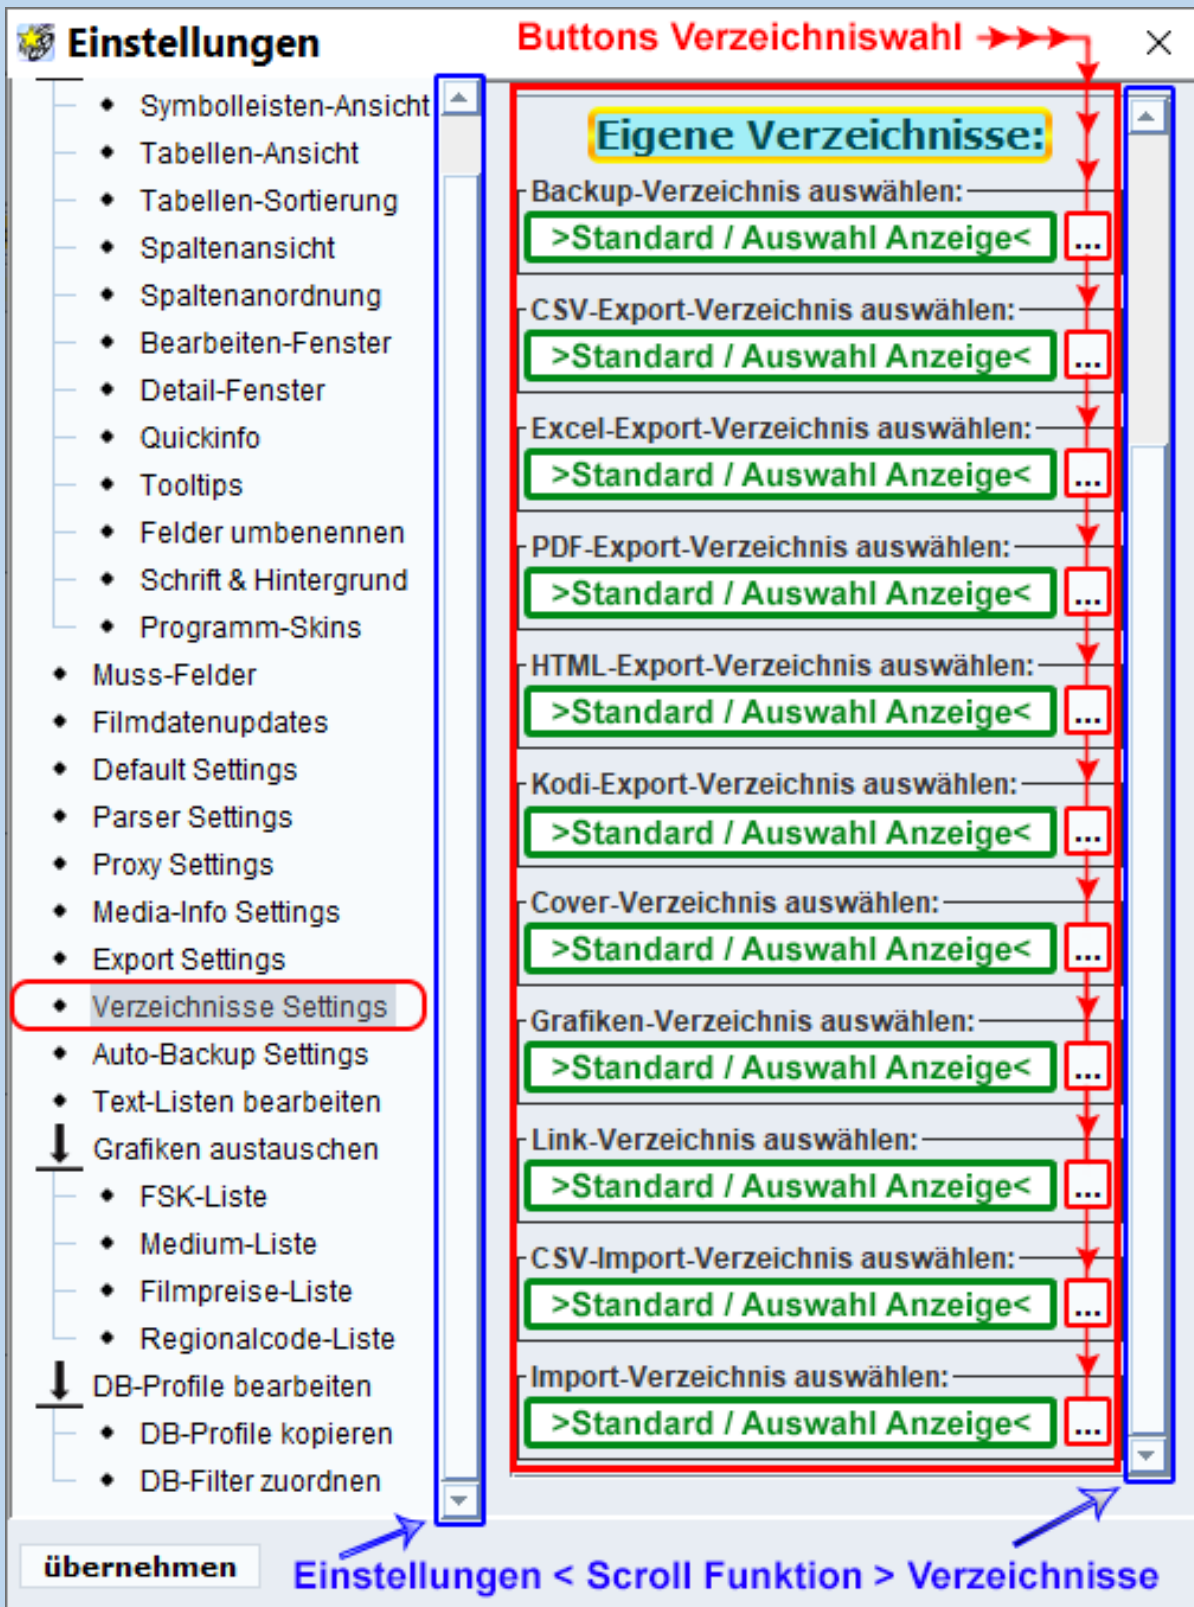 Einstellungen
Buttons Verzeichniswahl
Symbolleisten-Ansicht
Tabellen-Ansicht
Tabellen-Sortierung
Spaltenansicht
Spaltenanordnung
Bearbeiten-Fenster
Detail-Fenster
Quickinfo
Tooltips
Felder umbenennen
Schrift & Hintergrund
Programm-Skins
Muss-Felder
Filmdatenupdates
Default Settings
Parser Settings
Proxy Settings
Media-Info Settings
Export Settings
Verzeichnisse Settings
Auto-Backup Settings
Text-Listen bearbeiten
Grafiken austauschen
FSK-Liste
Medium-Liste
Filmpreise-Liste
Regionalcode-Liste
DB-Profile bearbeiten
DB-Profile kopieren
DB-Filter zuordnen
Eigene Verzeichnisse:
Backup-Verzeichnis auswählen:
>Standard / Auswahl Anzeige< ...
CSV-Export-Verzeichnis auswählen:
>Standard / Auswahl Anzeige< ...
Excel-Export-Verzeichnis auswählen:
>Standard / Auswahl Anzeige< ...
PDF-Export-Verzeichnis auswählen:
>Standard / Auswahl Anzeige< ...
HTML-Export-Verzeichnis auswählen:
>Standard / Auswahl Anzeige< ...
Kodi-Export-Verzeichnis auswählen:
>Standard / Auswahl Anzeige< ...
Cover-Verzeichnis auswählen:
>Standard / Auswahl Anzeige< ...
Grafiken-Verzeichnis auswählen:
>Standard / Auswahl Anzeige< ...
Link-Verzeichnis auswählen:
>Standard / Auswahl Anzeige< ...
CSV-Import-Verzeichnis auswählen:
>Standard / Auswahl Anzeige< ...
Import-Verzeichnis auswählen:
>Standard / Auswahl Anzeige< ...
übernehmen
Einstellungen < Scroll Funktion > Verzeichnisse